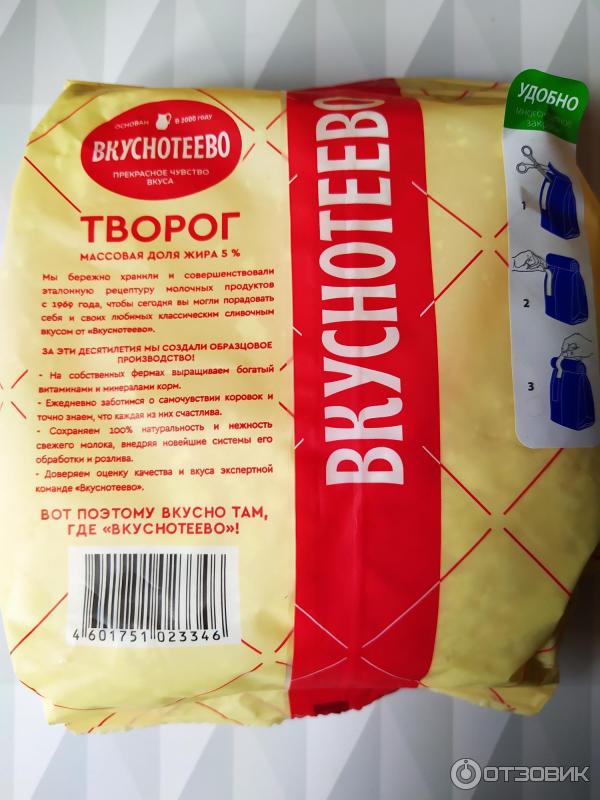 ОСНОВАН В 2000 ГОДУ
ВКУСНОТЕЕВО
ПРЕКРАСНОЕ ЧУВСТВО
ВКУСА
ТВОРОГ
МАССОВАЯ ДОЛЯ ЖИРА 5 %
Мы бережно хранили и совершенствовали
эталонную рецептуру молочных продуктов
с 1969 года, чтобы сегодня вы могли порадовать
себя и своих любимых классическим сливочным
вкусом от «Вкуснотеево».
ЗА ЭТИ ДЕСЯТИЛЕТИЯ МЫ СОЗДАЛИ ОБРАЗЦОВОЕ
ПРОИЗВОДСТВО!
- На собственных фермах выращиваем богатый
витаминами и минералами корм.
- Ежедневно заботимся о самочувствии коровок и
точно знаем, что каждая из них счастлива.
- Сохраняем 100% натуральность и нежность
свежего молока, внедряя новейшие системы его
обработки и розлива.
- Доверяем оценку качества и вкуса экспертной
команде «Вкуснотеево».
ВОТ ПОЭТОМУ ВКУСНО ТАМ,
ГДЕ «ВКУСНОТЕЕВО»!
4 601751 023346
ВКУСНОТЕЕВО
УДОБНО
1
2
3
ОТЗОВИК